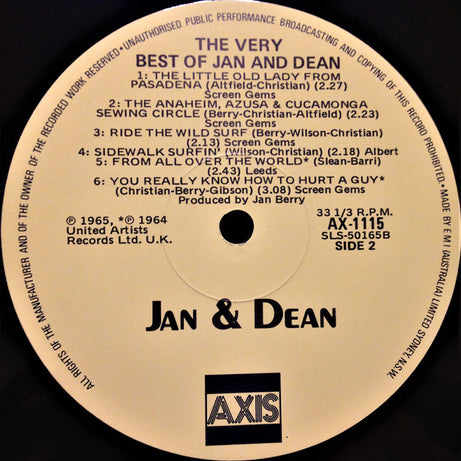 THE VERY
BEST OF JAN AND DEAN
1: THE LITTLE OLD LADY FROM
PASADENA (Altfield-Christian) (2.27)
Screen Gems
2: THE ANAHEIM, AZUSA & CUCAMONGA
SEWING CIRCLE (Berry-Christian-Altfield) (2.23)
Screen Gems
3: RIDE THE WILD SURF (Berry-Wilson-Christian)
(2.13) Screen Gems
4: SIDEWALK SURFIN' (Wilson-Christian) (2.18) Albert
5: FROM ALL OVER THE WORLD* (Slean-Barri)
(2.43) Leeds
6: YOU REALLY KNOW HOW TO HURT A GUY*
(Christian-Berry-Gibson) (3.08) Screen Gems
Produced by Jan Berry
℗ 1965, *℗ 1964
United Artists
Records Ltd. U.K.
33 1/3 R.P.M.
AX-1115
SLS-50165B
SIDE 2
JAN & DEAN
AXIS
ALL RIGHTS OF THE MANUFACTURER AND OF THE OWNER OF THE RECORDED WORK RESERVED • UNAUTHORISED PUBLIC PERFORMANCE BROADCASTING AND COPYING OF THIS RECORD PROHIBITED. • MADE BY E M I (AUSTRALIA) LIMITED SYDNEY, N.S.W.